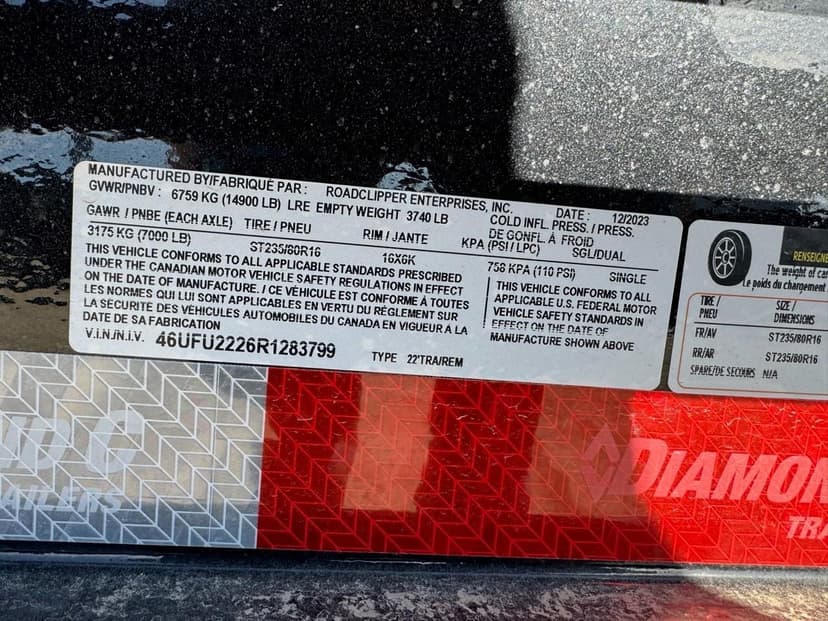 MANUFACTURED BY/FABRIQUÉ PAR : ROADCLIPPER ENTERPRISES, INC. DATE : 12/2023
GVWR/PNBV : 6759 KG (14900 LB) LRE EMPTY WEIGHT 3740 LB COLD INFL. PRESS. / PRESS.
GAWR / PNBE (EACH AXLE) TIRE / PNEU RIM / JANTE KPA (PSI / LPC) DE GONFL. À FROID SGL/DUAL
3175 KG (7000 LB) ST235/80R16 16X6K 758 KPA (110 PSI) SINGLE
THIS VEHICLE CONFORMS TO ALL APPLICABLE STANDARDS PRESCRIBED
UNDER THE CANADIAN MOTOR VEHICLE SAFETY REGULATIONS IN EFFECT
ON THE DATE OF MANUFACTURE. / CE VÉHICULE EST CONFORME À TOUTES
LES NORMES QUI LUI SONT APPLICABLES EN VERTU DU RÉGLEMENT SUR
LA SÉCURITÉ DES VÉHICULES AUTOMOBILES DU CANADA EN VIGUEUR A LA
DATE DE SA FABRICATION
THIS VEHICLE CONFORMS TO ALL
APPLICABLE U.S. FEDERAL MOTOR
VEHICLE SAFETY STANDARDS IN
EFFECT ON THE DATE OF
MANUFACTURE SHOWN ABOVE
V.I.N./N.I.V. 46UFU2226R1283799 TYPE 22'TRA/REM
RENSEIGNE
The weight of car
Le poids du chargement
TIRE / PNEU SIZE / DIMENSIONS
FR/AV ST235/80R16
RR/AR ST235/80R16
SPARE/DE SECOURS N/A
ND C
AILERS
DIAMON
TRA